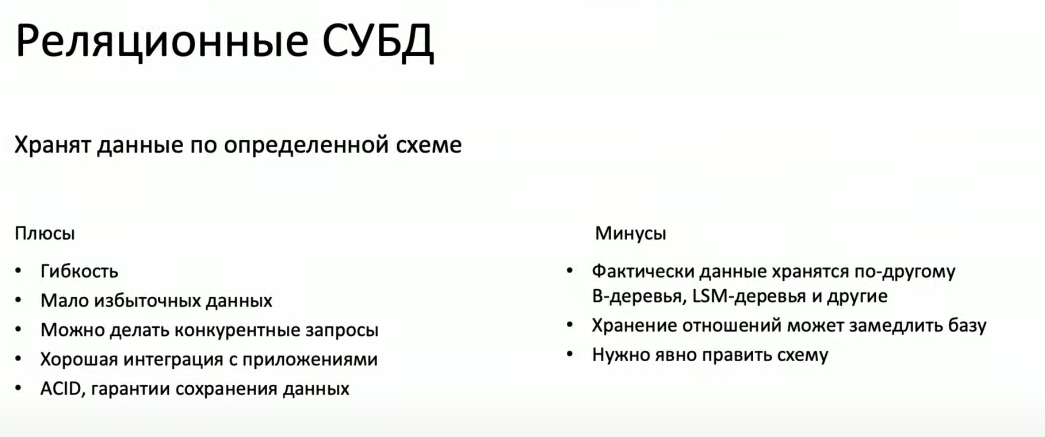 Реляционные СУБД
Хранят данные по определенной схеме
Плюсы
• Гибкость
• Мало избыточных данных
• Можно делать конкурентные запросы
• Хорошая интеграция с приложениями
• ACID, гарантии сохранения данных
Минусы
• Фактически данные хранятся по-другому
В-деревья, LSM-деревья и другие
• Хранение отношений может замедлить базу
• Нужно явно править схему